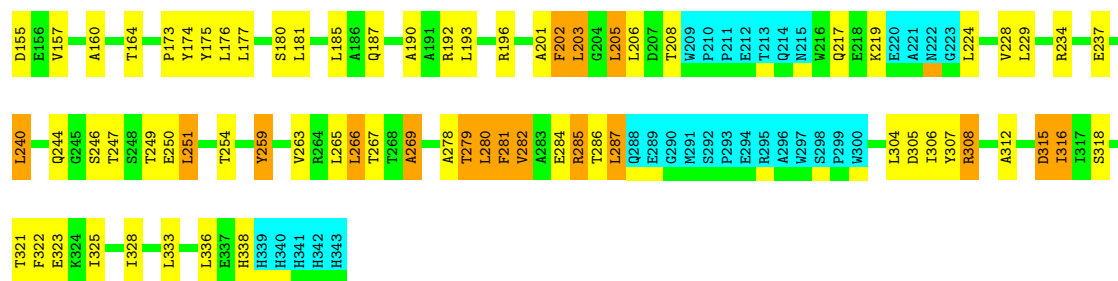 D155 E156 V157 A160 T164 P173 Y174 Y175 L176 L177 S180 L181 L185 A186 Q187 A190 A191 R192 L193 R196 A201 F202 L203 G204 L205 L206 D207 T208 W209 P210 P211 E212 T213 Q214 N215 W216 Q217 E218 K219 E220 A221 N222 G223 L224 V228 L229 R234 E237
L240 Q244 G245 S246 T247 S248 T249 E250 L251 T254 Y259 V263 R264 L265 L266 T267 T268 A269 A278 T279 L280 F281 V282 A283 E284 R285 T286 L287 Q288 E289 G290 M291 S292 P293 E294 R295 A296 W297 S298 P299 W300 L304 D305 I306 Y307 R308 A312 D315 I316 I317 S318
T321 F322 E323 K324 I325 I328 L333 L336 E337 H338 H339 H340 H341 H342 H343